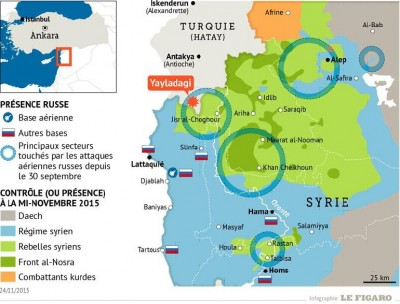 Istanbul
Ankara
PRÉSENCE RUSSE
Base aérienne
Autres bases
Principaux secteurs
touchés par les attaques
aériennes russes depuis
le 30 septembre
CONTRÔLE (OU PRÉSENCE)
À LA MI-NOVEMBRE 2015
Daech
Régime syrien
Rebelles syriens
Front al-Nosra
Combattants kurdes
24/11/2015
Iskenderun
(Alexandrette)
TURQUIE
(HATAY)
Afrine
Al-Bab
Antakya
(Antioche)
Alep
Al-Safira
Yayladagi
Idlib
Jisr al-Choghour
Ariha
Saraqib
Slinfa
Maarat al-Nooman
Lattaquié
Khan Cheikhoun
Djablah
SYRIE
Baniyas
Hama
Oronte
Salamiyya
Masyaf
Tartous
Houla
Rastan
Talbisa
Homs
25 km
Infographie LE FIGARO